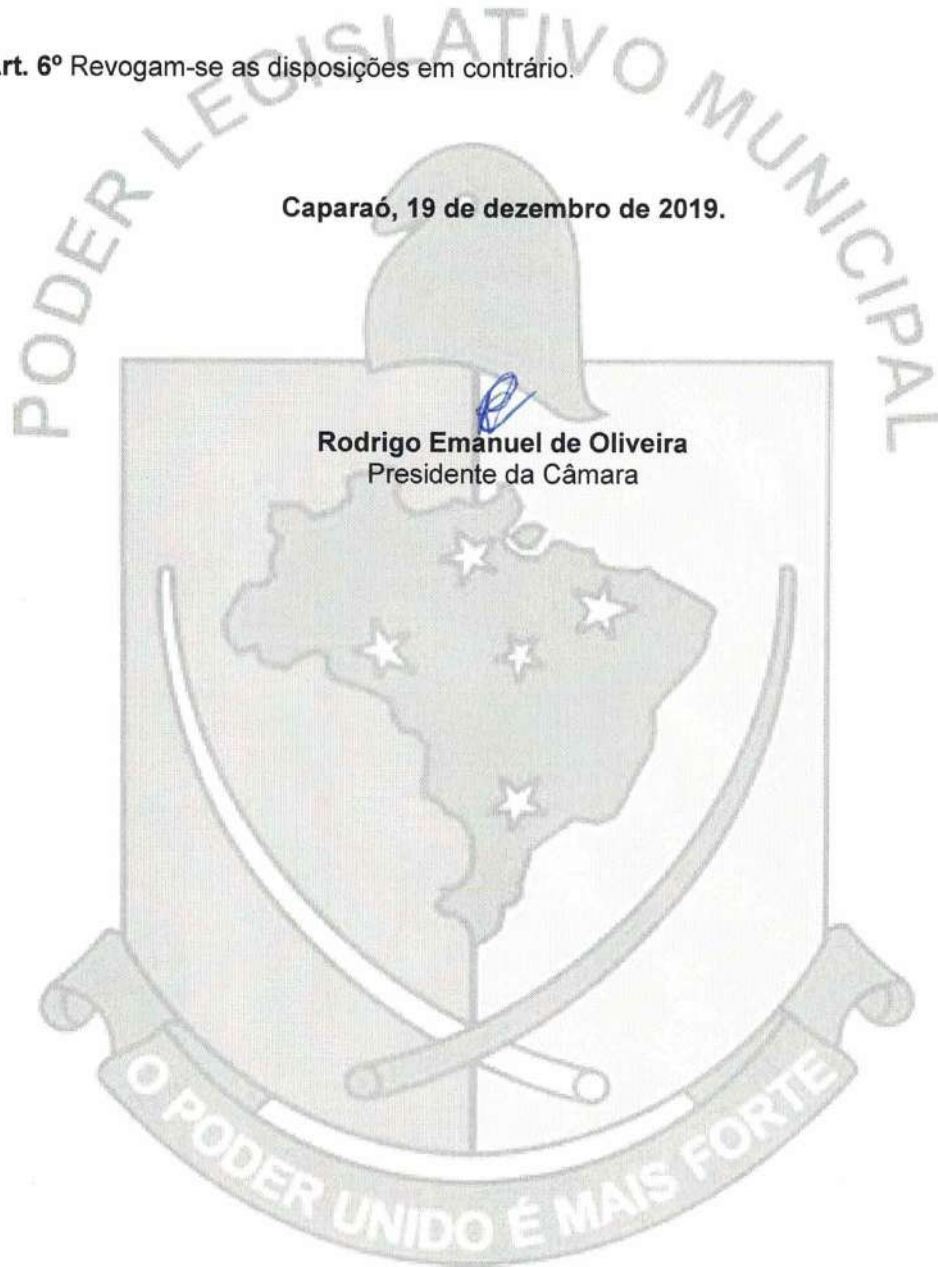 PODER LEGISLATIVO MUNICIPAL
rt. 6º Revogam-se as disposições em contrário.
Caparaó, 19 de dezembro de 2019.
Rodrigo Emanuel de Oliveira
Presidente da Câmara
O PODER UNIDO É MAIS FORTE